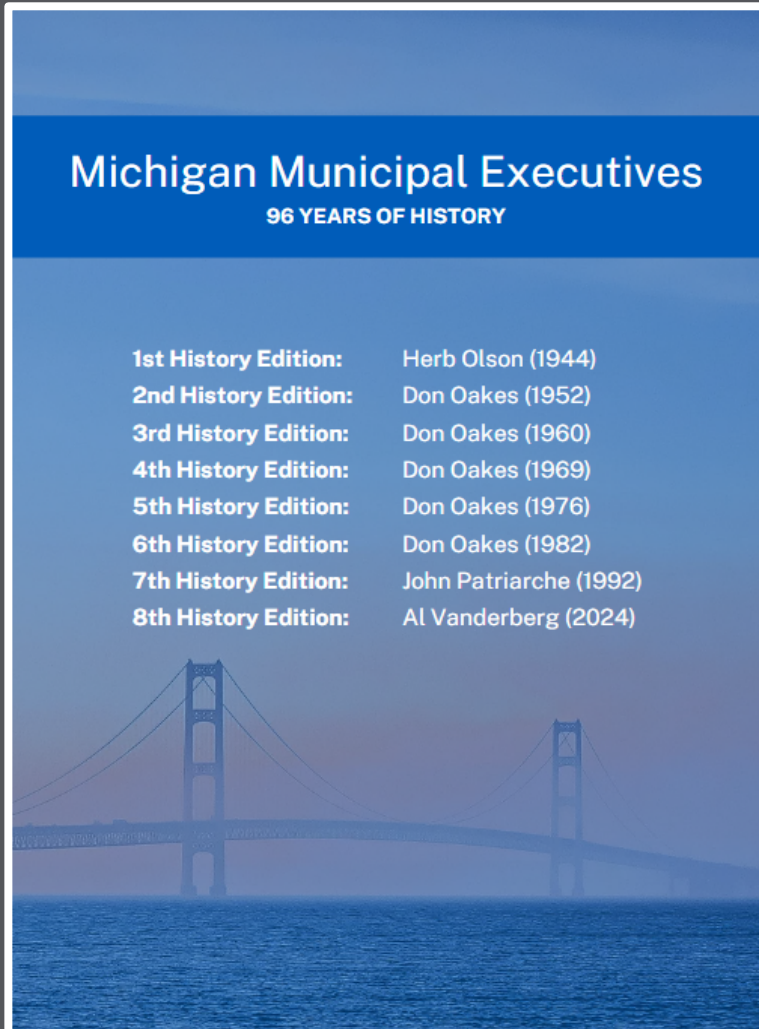 Michigan Municipal Executives
96 YEARS OF HISTORY
1st History Edition: Herb Olson (1944)
2nd History Edition: Don Oakes (1952)
3rd History Edition: Don Oakes (1960)
4th History Edition: Don Oakes (1969)
5th History Edition: Don Oakes (1976)
6th History Edition: Don Oakes (1982)
7th History Edition: John Patriarche (1992)
8th History Edition: Al Vanderberg (2024)